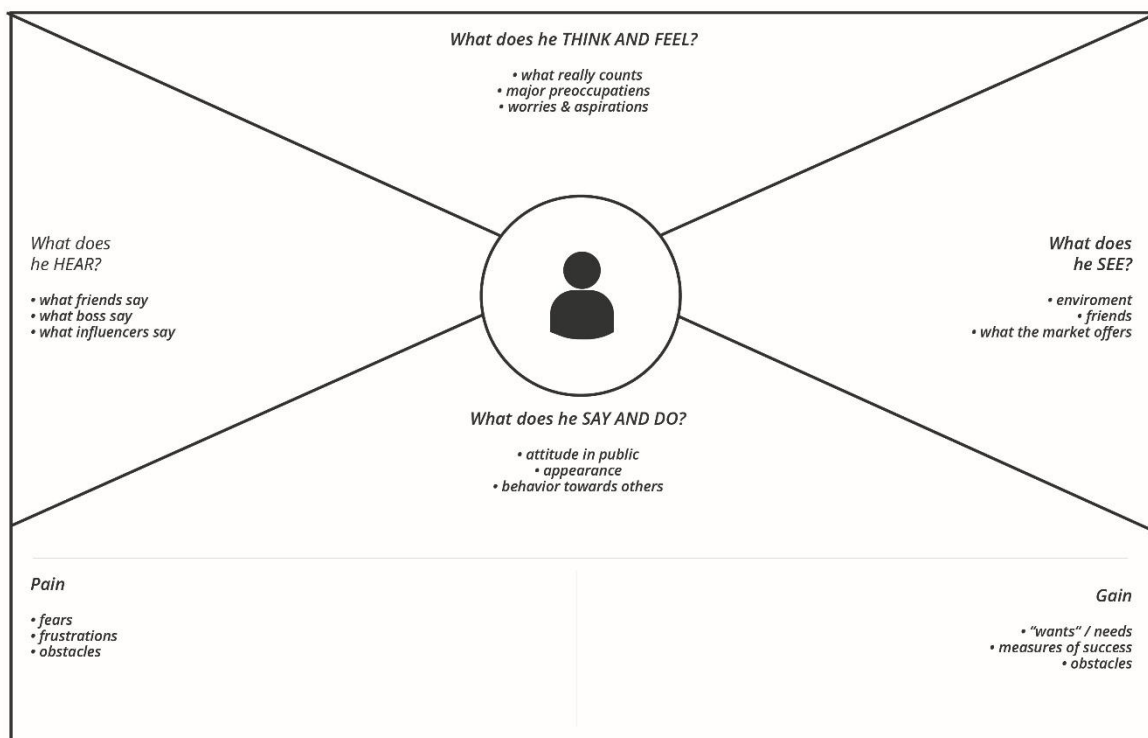 What does he THINK AND FEEL?
• what really counts
• major preoccupatiens
• worries & aspirations
What does
he HEAR?
• what friends say
• what boss say
• what influencers say
What does
he SEE?
• enviroment
• friends
• what the market offers
What does he SAY AND DO?
• attitude in public
• appearance
• behavior towards others
Pain
• fears
• frustrations
• obstacles
Gain
• “wants” / needs
• measures of success
• obstacles